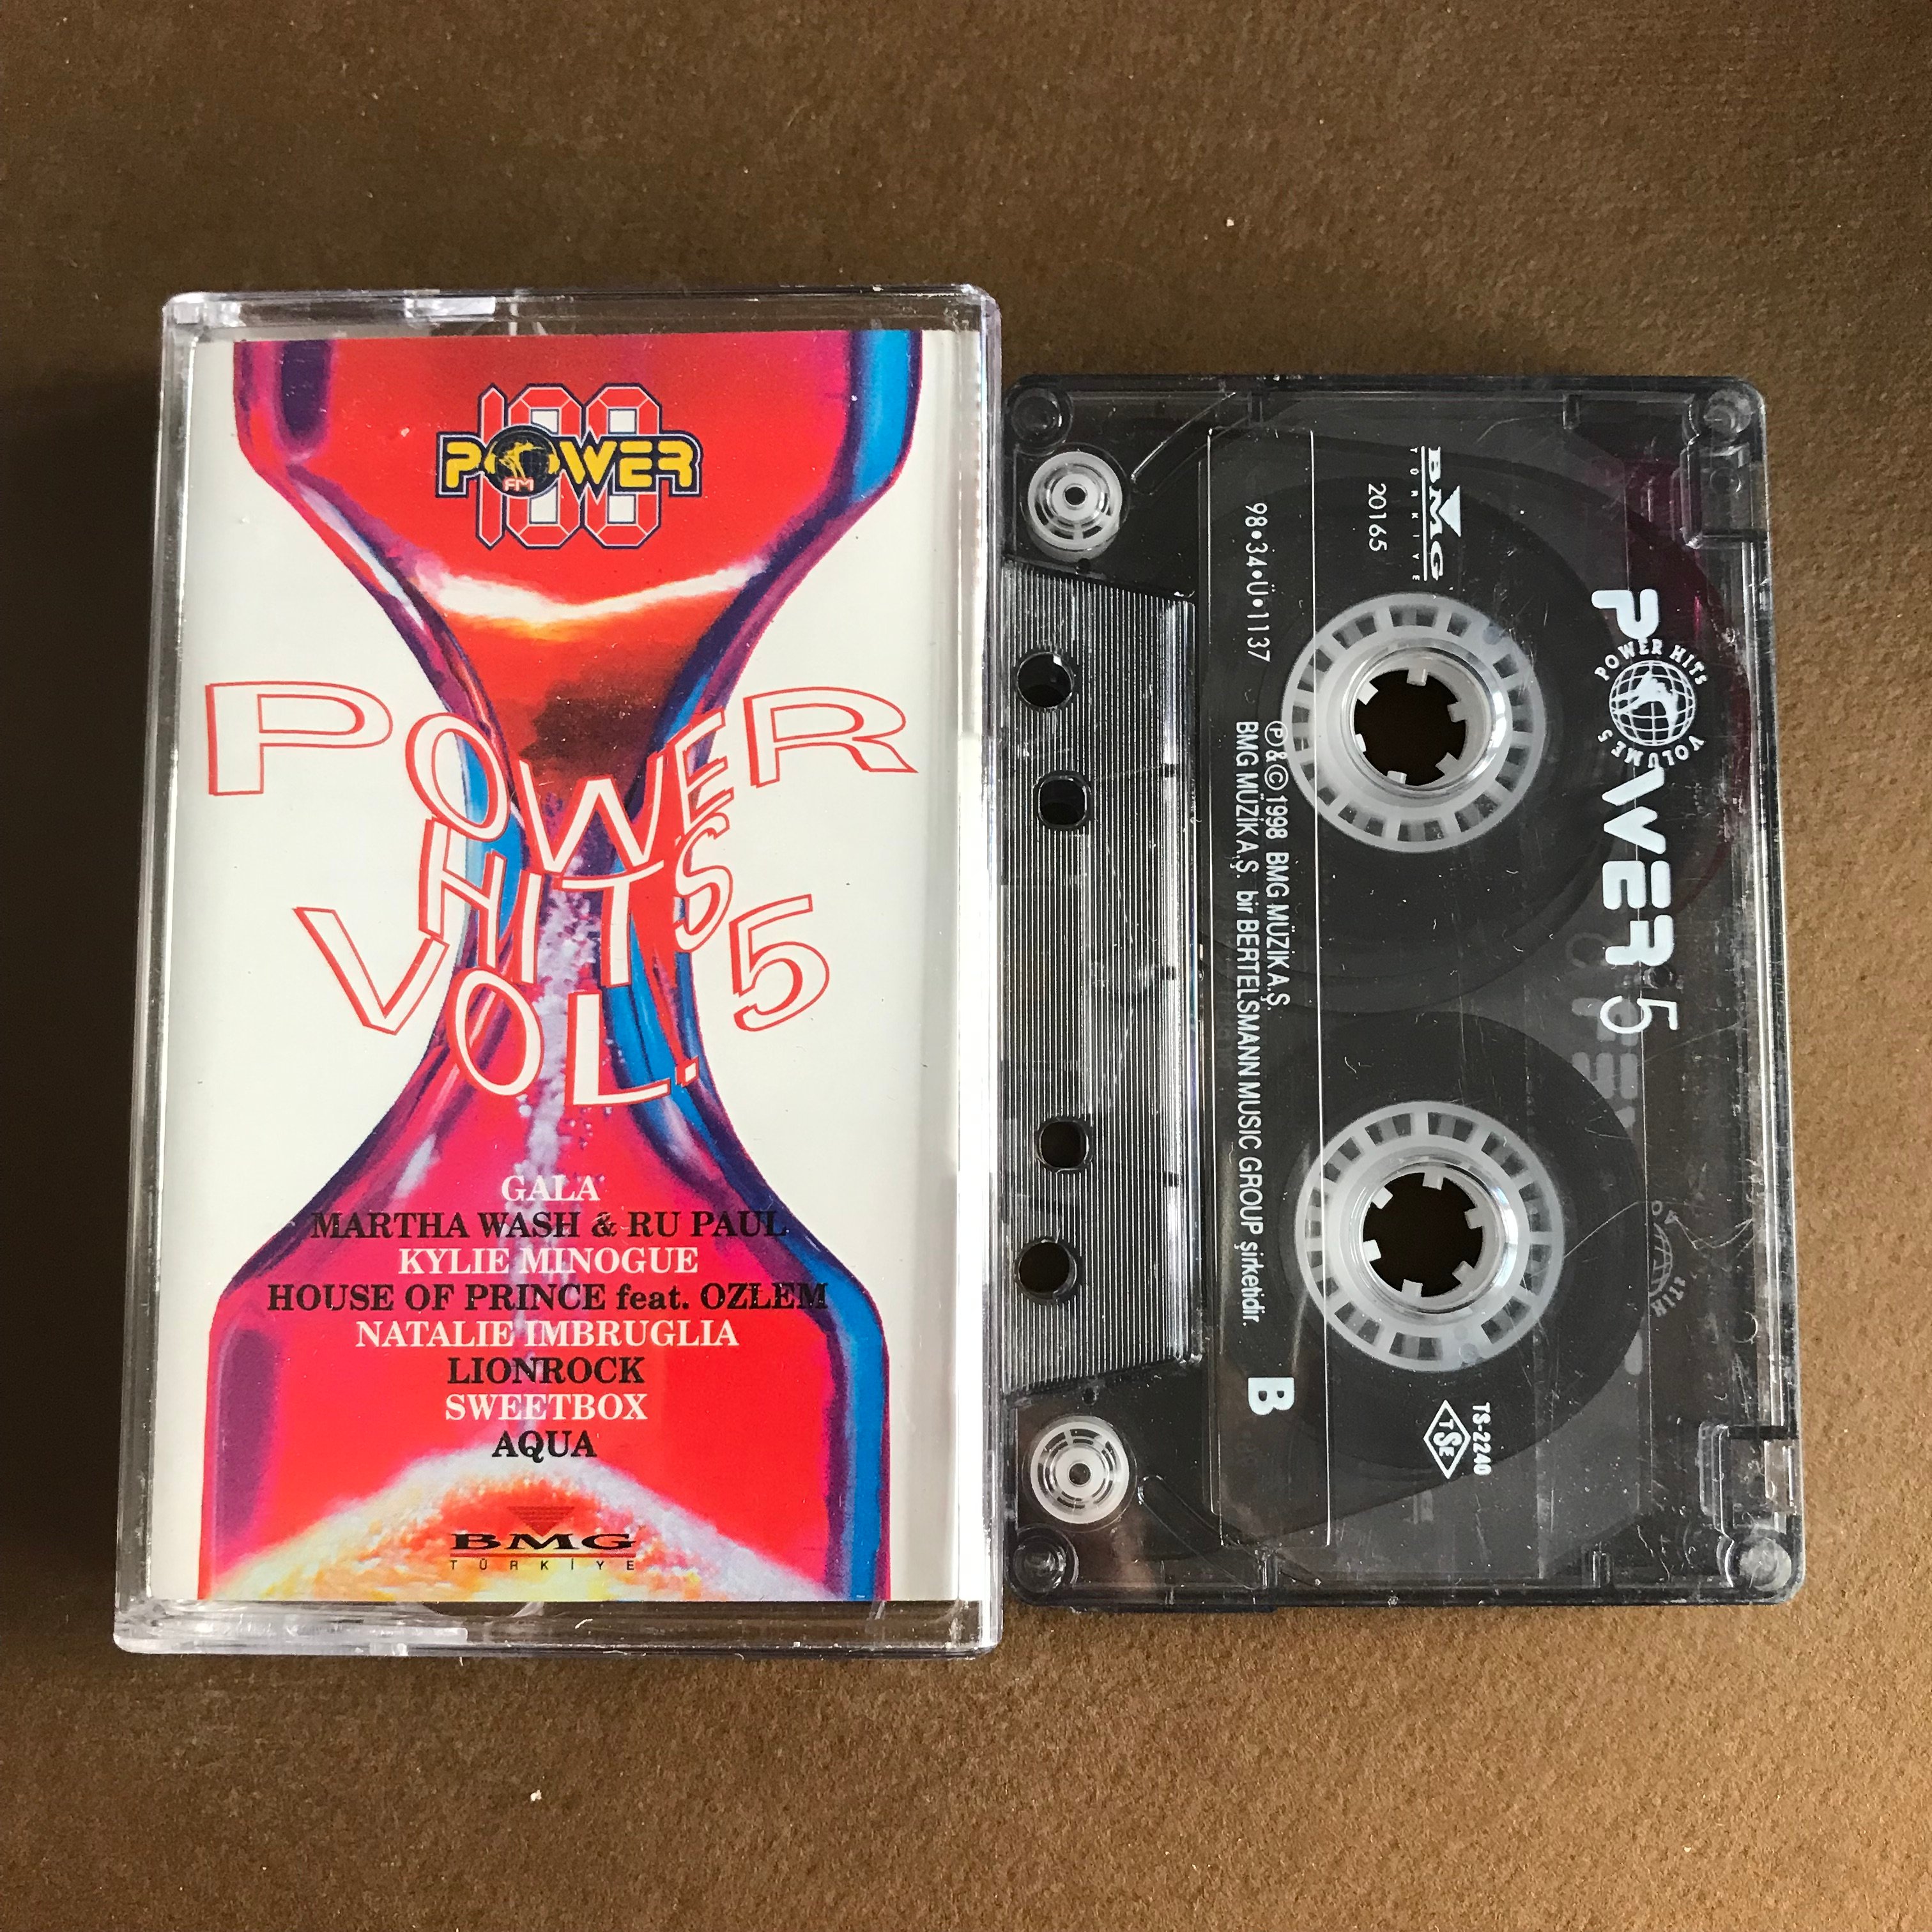 100
POWER
FM
POWER
HITS
VOL. 5
GALA
MARTHA WASH & RU PAUL
KYLIE MINOGUE
HOUSE OF PRINCE feat. OZLEM
NATALIE IMBRUGLIA
LIONROCK
SWEETBOX
AQUA
BMG
TÜRKİYE
POWER 5
POWER HITS
VOLUME 5
BMG
TÜRKİYE
20165
98•34•Ü•1137
℗ & © 1998 BMG MÜZİK A.Ş.
BMG MÜZİK A.Ş. bir BERTELSMANN MUSIC GROUP şirketidir.
B
TS-2240
TSE